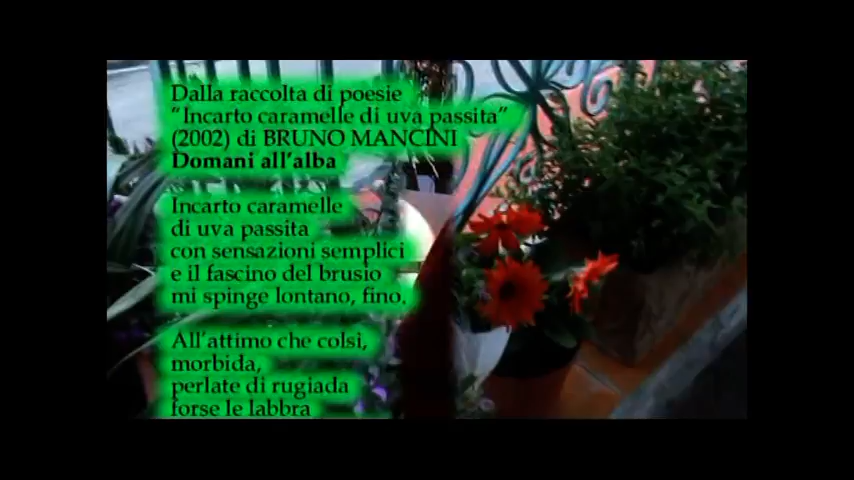 Dalla raccolta di poesie
"Incarto caramelle di uva passita"
(2002) di BRUNO MANCINI
Domani all'alba
Incarto caramelle
di uva passita
con sensazioni semplici
e il fascino del brusio
mi spinge lontano, fino.
All'attimo che colsi,
morbida,
perlate di rugiada
forse le labbra